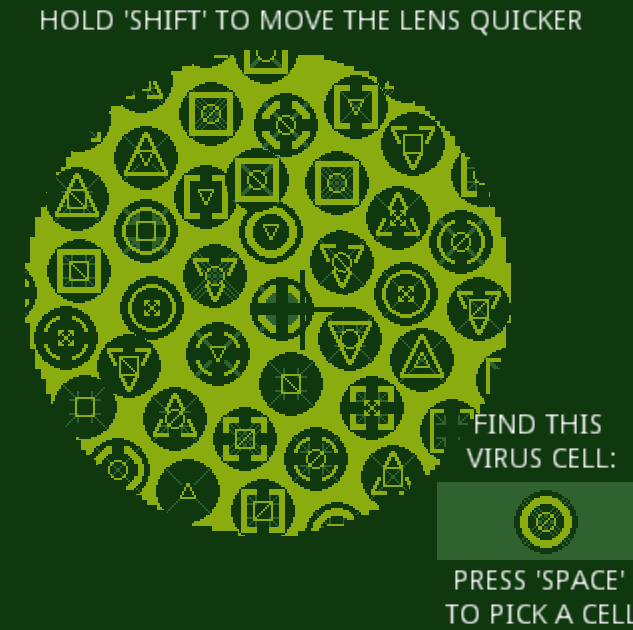 HOLD 'SHIFT' TO MOVE THE LENS QUICKER
FIND THIS
VIRUS CELL:
PRESS 'SPACE'
TO PICK A CELL